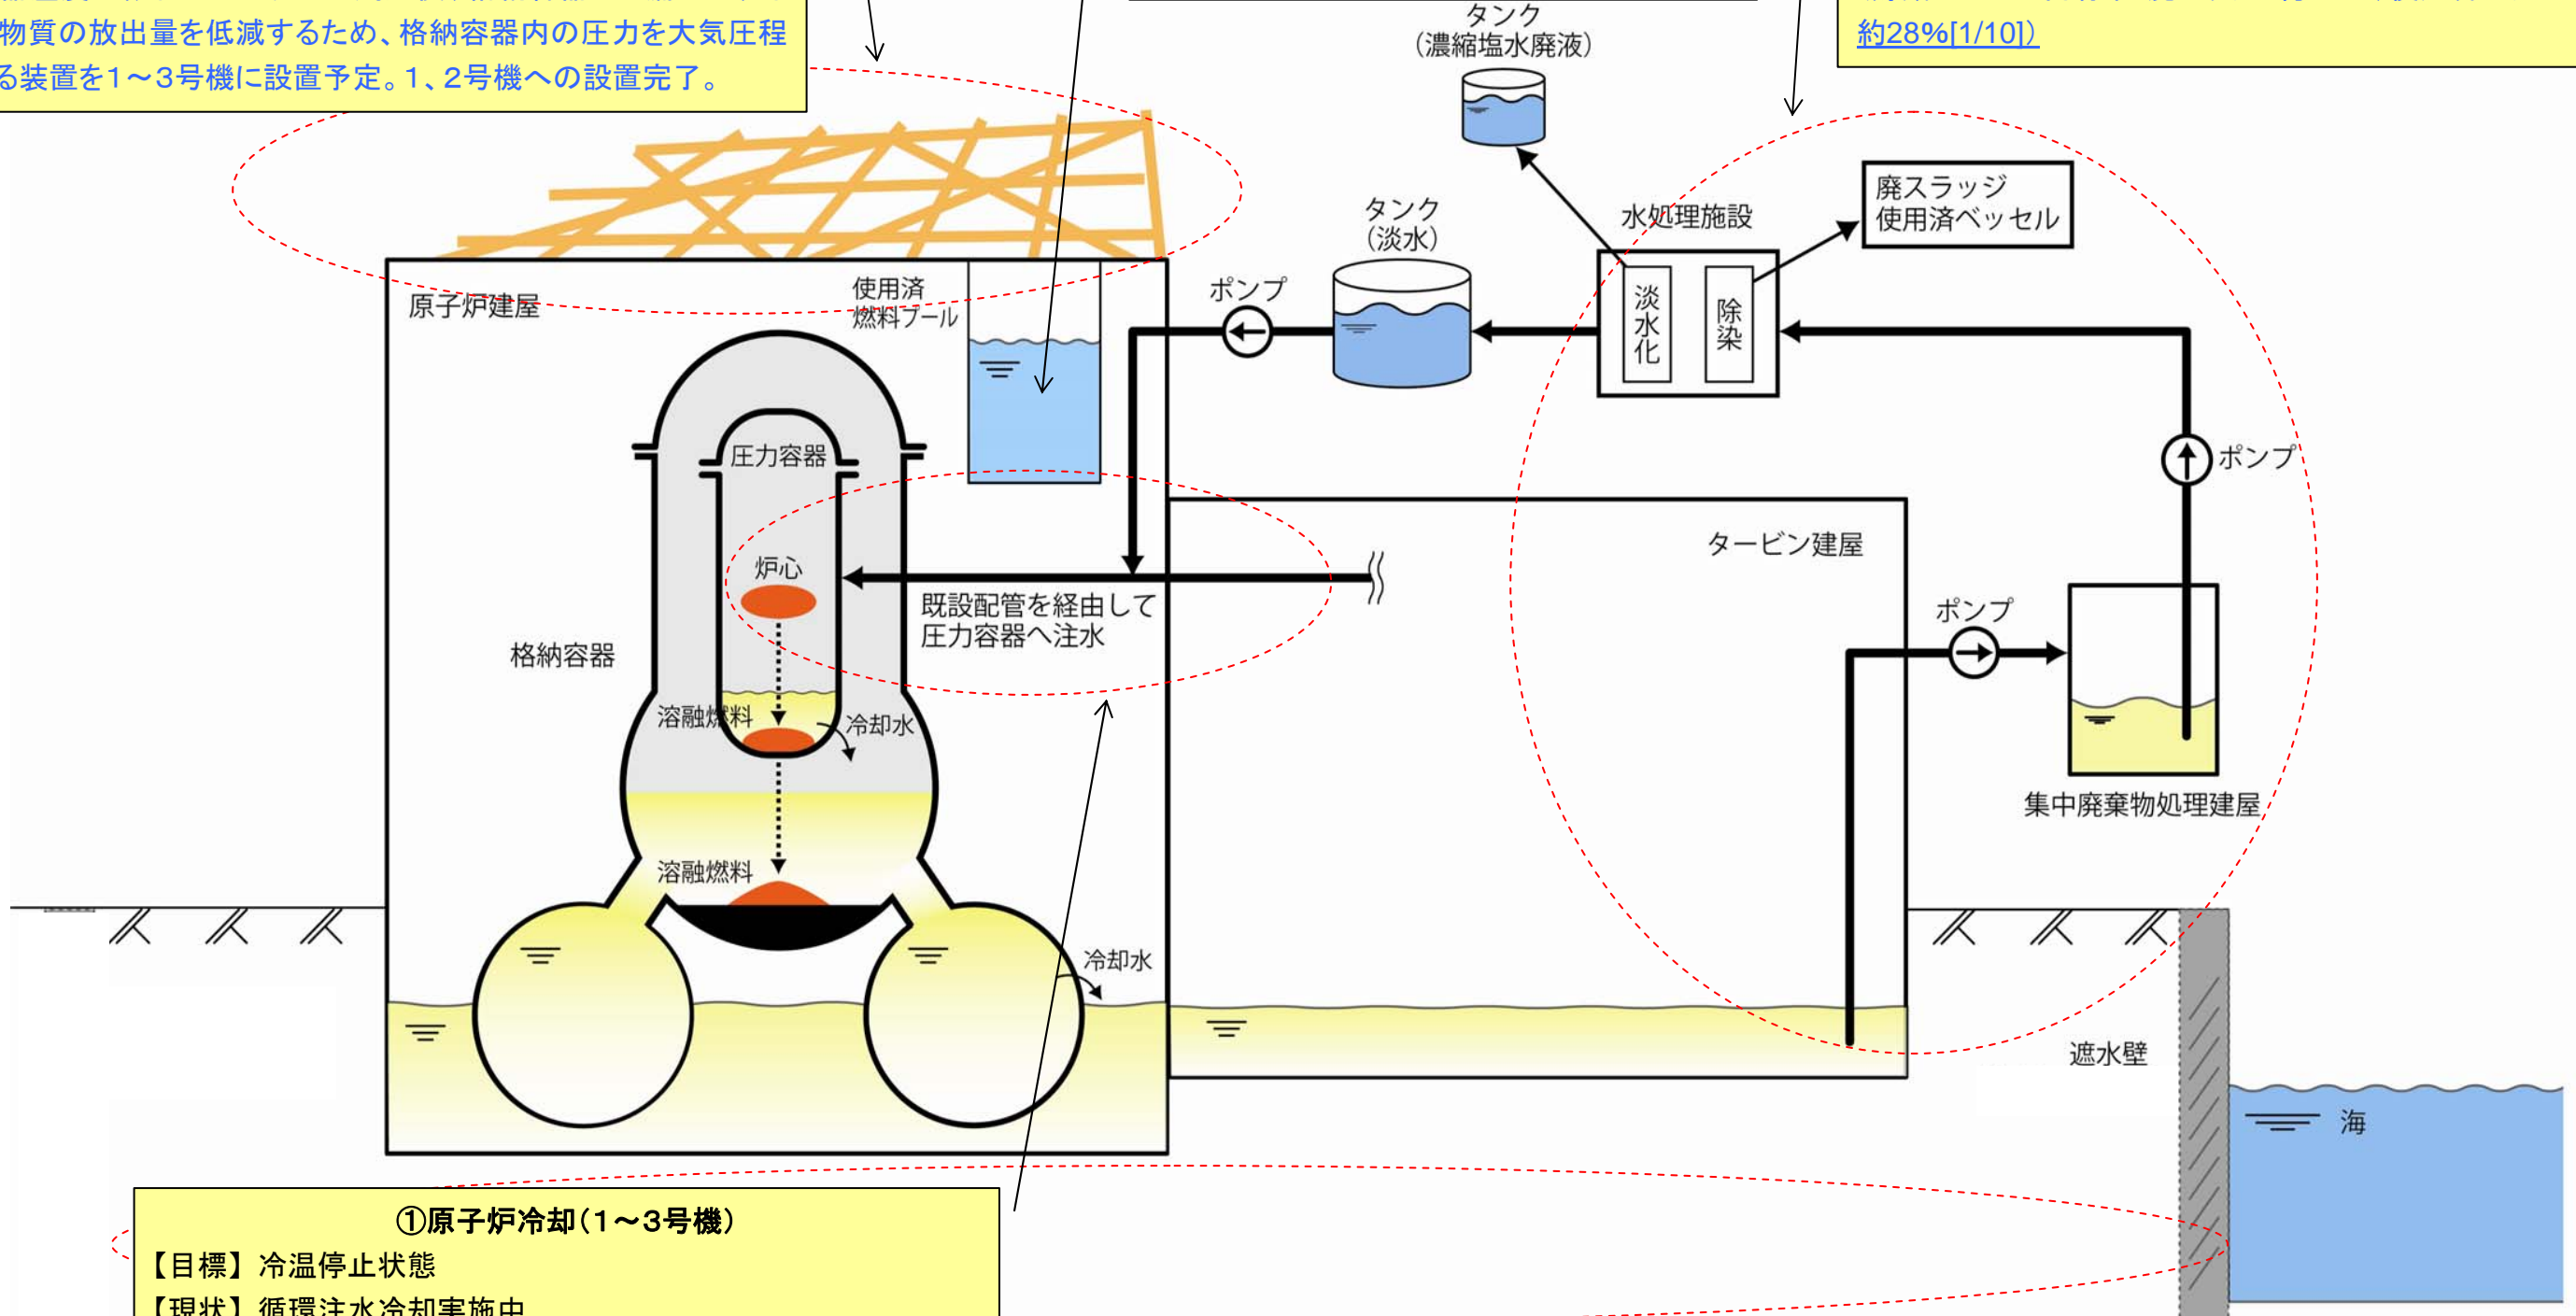 物質の放出量を低減するため、格納容器内の圧力を大気圧程
る装置を1～3号機に設置予定。1、2号機への設置完了。
約28%[1/10])
タンク
（濃縮塩水廃液）
タンク
（淡水）
水処理施設
廃スラッジ
使用済ベッセル
淡水化
除染
ポンプ
原子炉建屋
使用済
燃料プール
圧力容器
ポンプ
タービン建屋
炉心
既設配管を経由して
圧力容器へ注水
格納容器
ポンプ
溶融燃料
冷却水
集中廃棄物処理建屋
溶融燃料
冷却水
遮水壁
海
①原子炉冷却（1～3号機）
【目標】冷温停止状態
【現状】循環注水冷却実施中